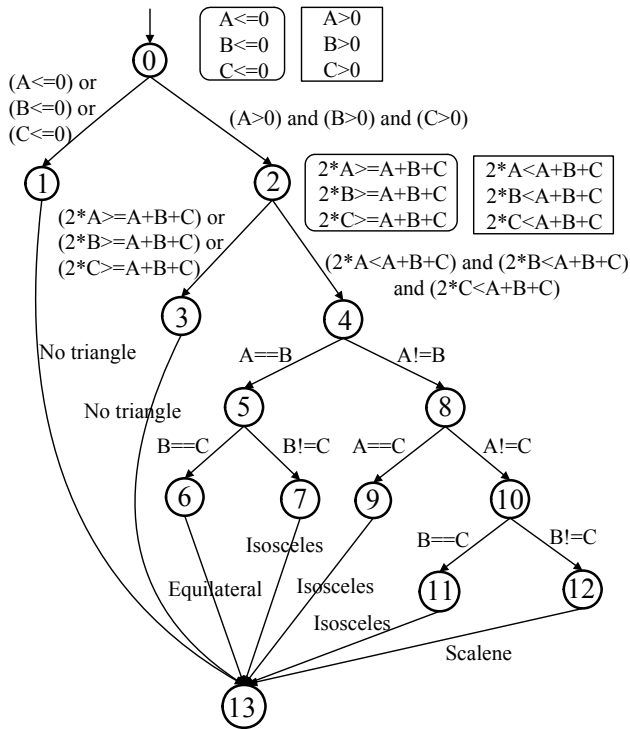 A<=0
B<=0
C<=0
A>0
B>0
C>0
0
(A<=0) or
(B<=0) or
(C<=0)
(A>0) and (B>0) and (C>0)
1
2
2*A>=A+B+C
2*B>=A+B+C
2*C>=A+B+C
2*A<A+B+C
2*B<A+B+C
2*C<A+B+C
(2*A>=A+B+C) or
(2*B>=A+B+C) or
(2*C>=A+B+C)
(2*A<A+B+C) and (2*B<A+B+C)
and (2*C<A+B+C)
3
4
No triangle
A==B
A!=B
No triangle
5
8
B==C
B!=C
A==C
A!=C
6
7
9
10
Isosceles
B==C
B!=C
Equilateral
Isosceles
11
12
Isosceles
Scalene
13